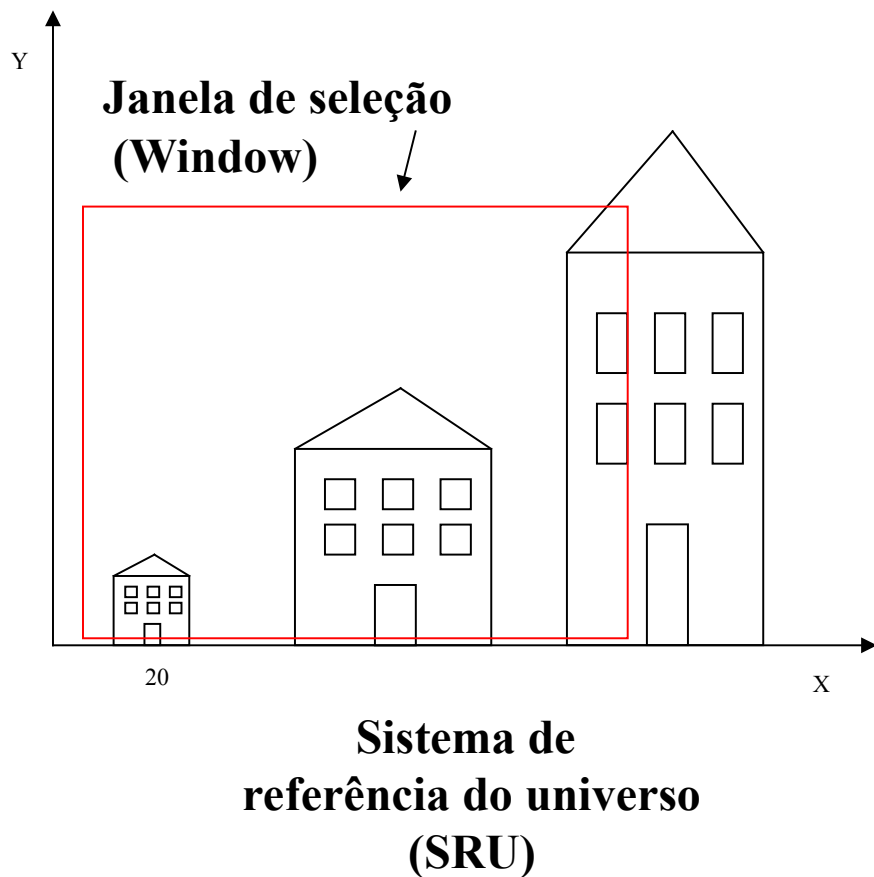 Y
Janela de seleção
(Window)
20
X
Sistema de
referência do universo
(SRU)